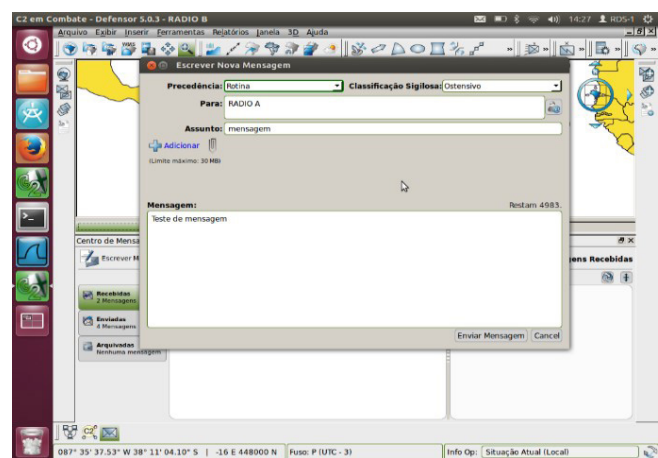 C2 em Combate - Defensor 5.0.3 - RADIO B
14:27 RDS-1
Arquivo Exibir Inserir Ferramentas Relatórios Janela 3D Ajuda
Escrever Nova Mensagem
Precedência: Rotina Classificação Sigilosa: Ostensivo
Para: RADIO A
Assunto: mensagem
Adicionar
(Limite máximo: 30 MB)
Mensagem: Restam 4983.
Teste de mensagem
Centro de Mensa
Escrever M
ens Recebidas
Recebidas
2 Mensagens
Enviadas
4 Mensagens
Arquivadas
Nenhuma mensagem
Enviar Mensagem Cancel
087° 35' 37.53" W 38° 11' 04.10" S | -16 E 448000 N Fuso: P (UTC - 3) Info Op: Situação Atual (Local)